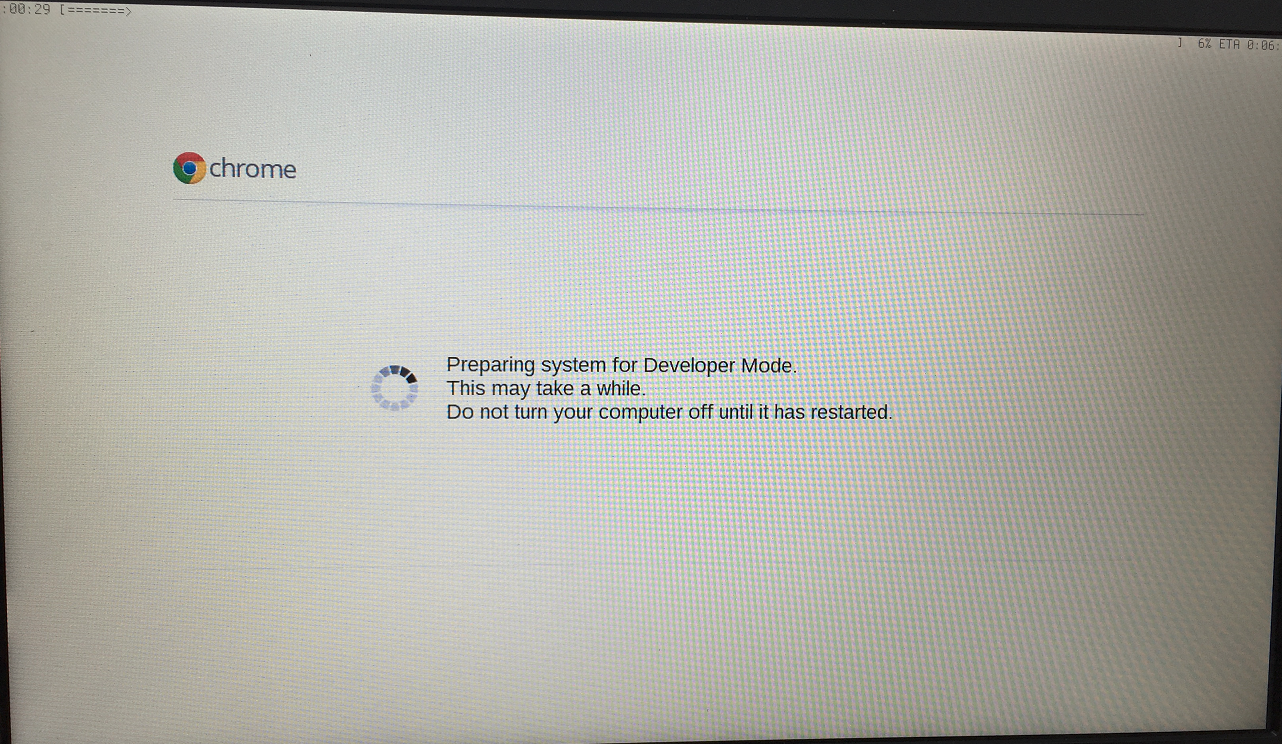 :00:29 [=======>
] 6% ETA 0:06:
chrome
Preparing system for Developer Mode.
This may take a while.
Do not turn your computer off until it has restarted.